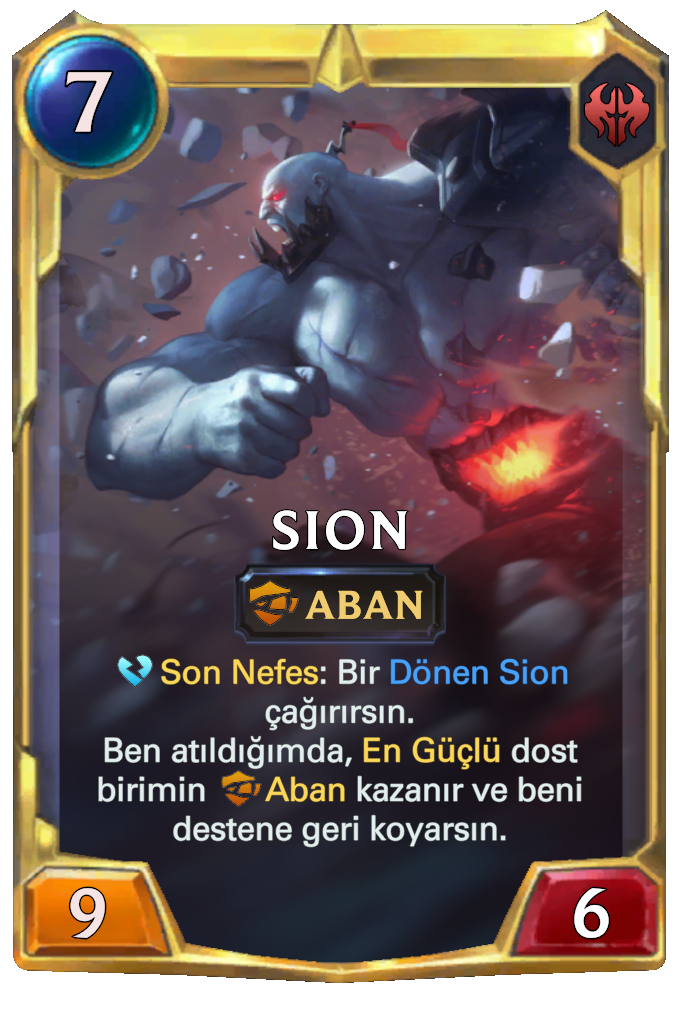 7
SION
ABAN
Son Nefes: Bir Dönen Sion
çağırırsın.
Ben atıldığımda, En Güçlü dost
birimin Aban kazanır ve beni
destene geri koyarsın.
9
6